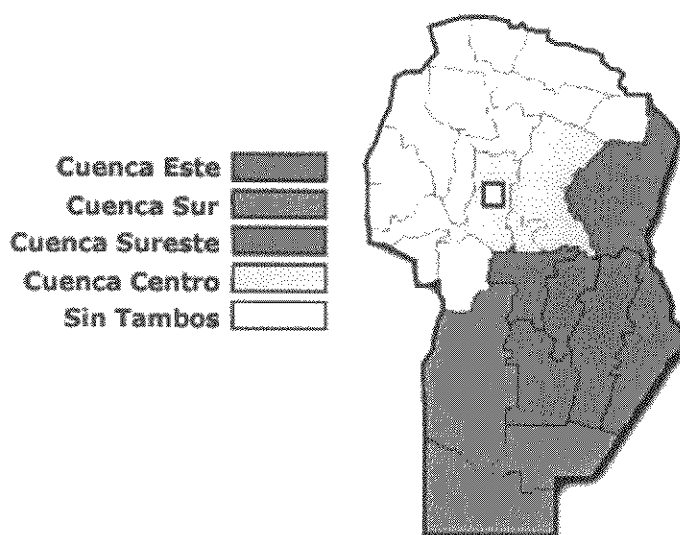 Cuenca Este
Cuenca Sur
Cuenca Sureste
Cuenca Centro
Sin Tambos